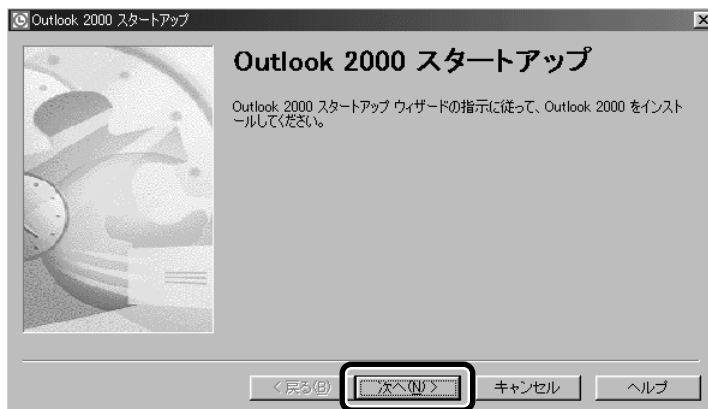 Outlook 2000 スタートアップ
Outlook 2000 スタートアップ
Outlook 2000 スタートアップ ウィザードの指示に従って、Outlook 2000 をインスト
ールしてください。
< 戻る(B)
次へ(N) >
キャンセル
ヘルプ